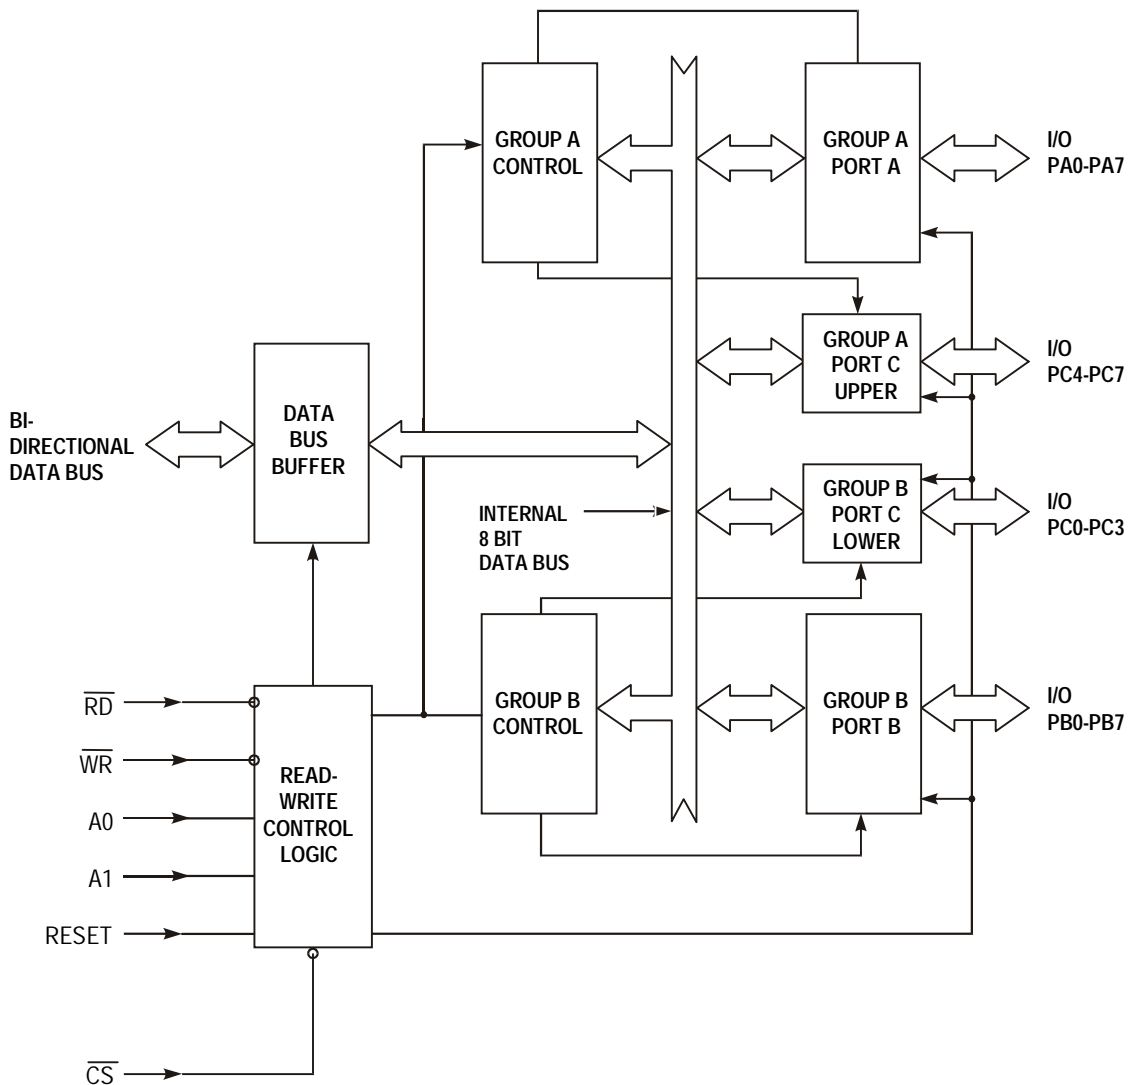 GROUP A
CONTROL
GROUP A
PORT A
I/O
PA0-PA7
GROUP A
PORT C
UPPER
I/O
PC4-PC7
BI-
DIRECTIONAL
DATA BUS
DATA
BUS
BUFFER
INTERNAL
8 BIT
DATA BUS
GROUP B
PORT C
LOWER
I/O
PC0-PC3
RD
WR
A0
A1
RESET
CS
READ-
WRITE
CONTROL
LOGIC
GROUP B
CONTROL
GROUP B
PORT B
I/O
PB0-PB7